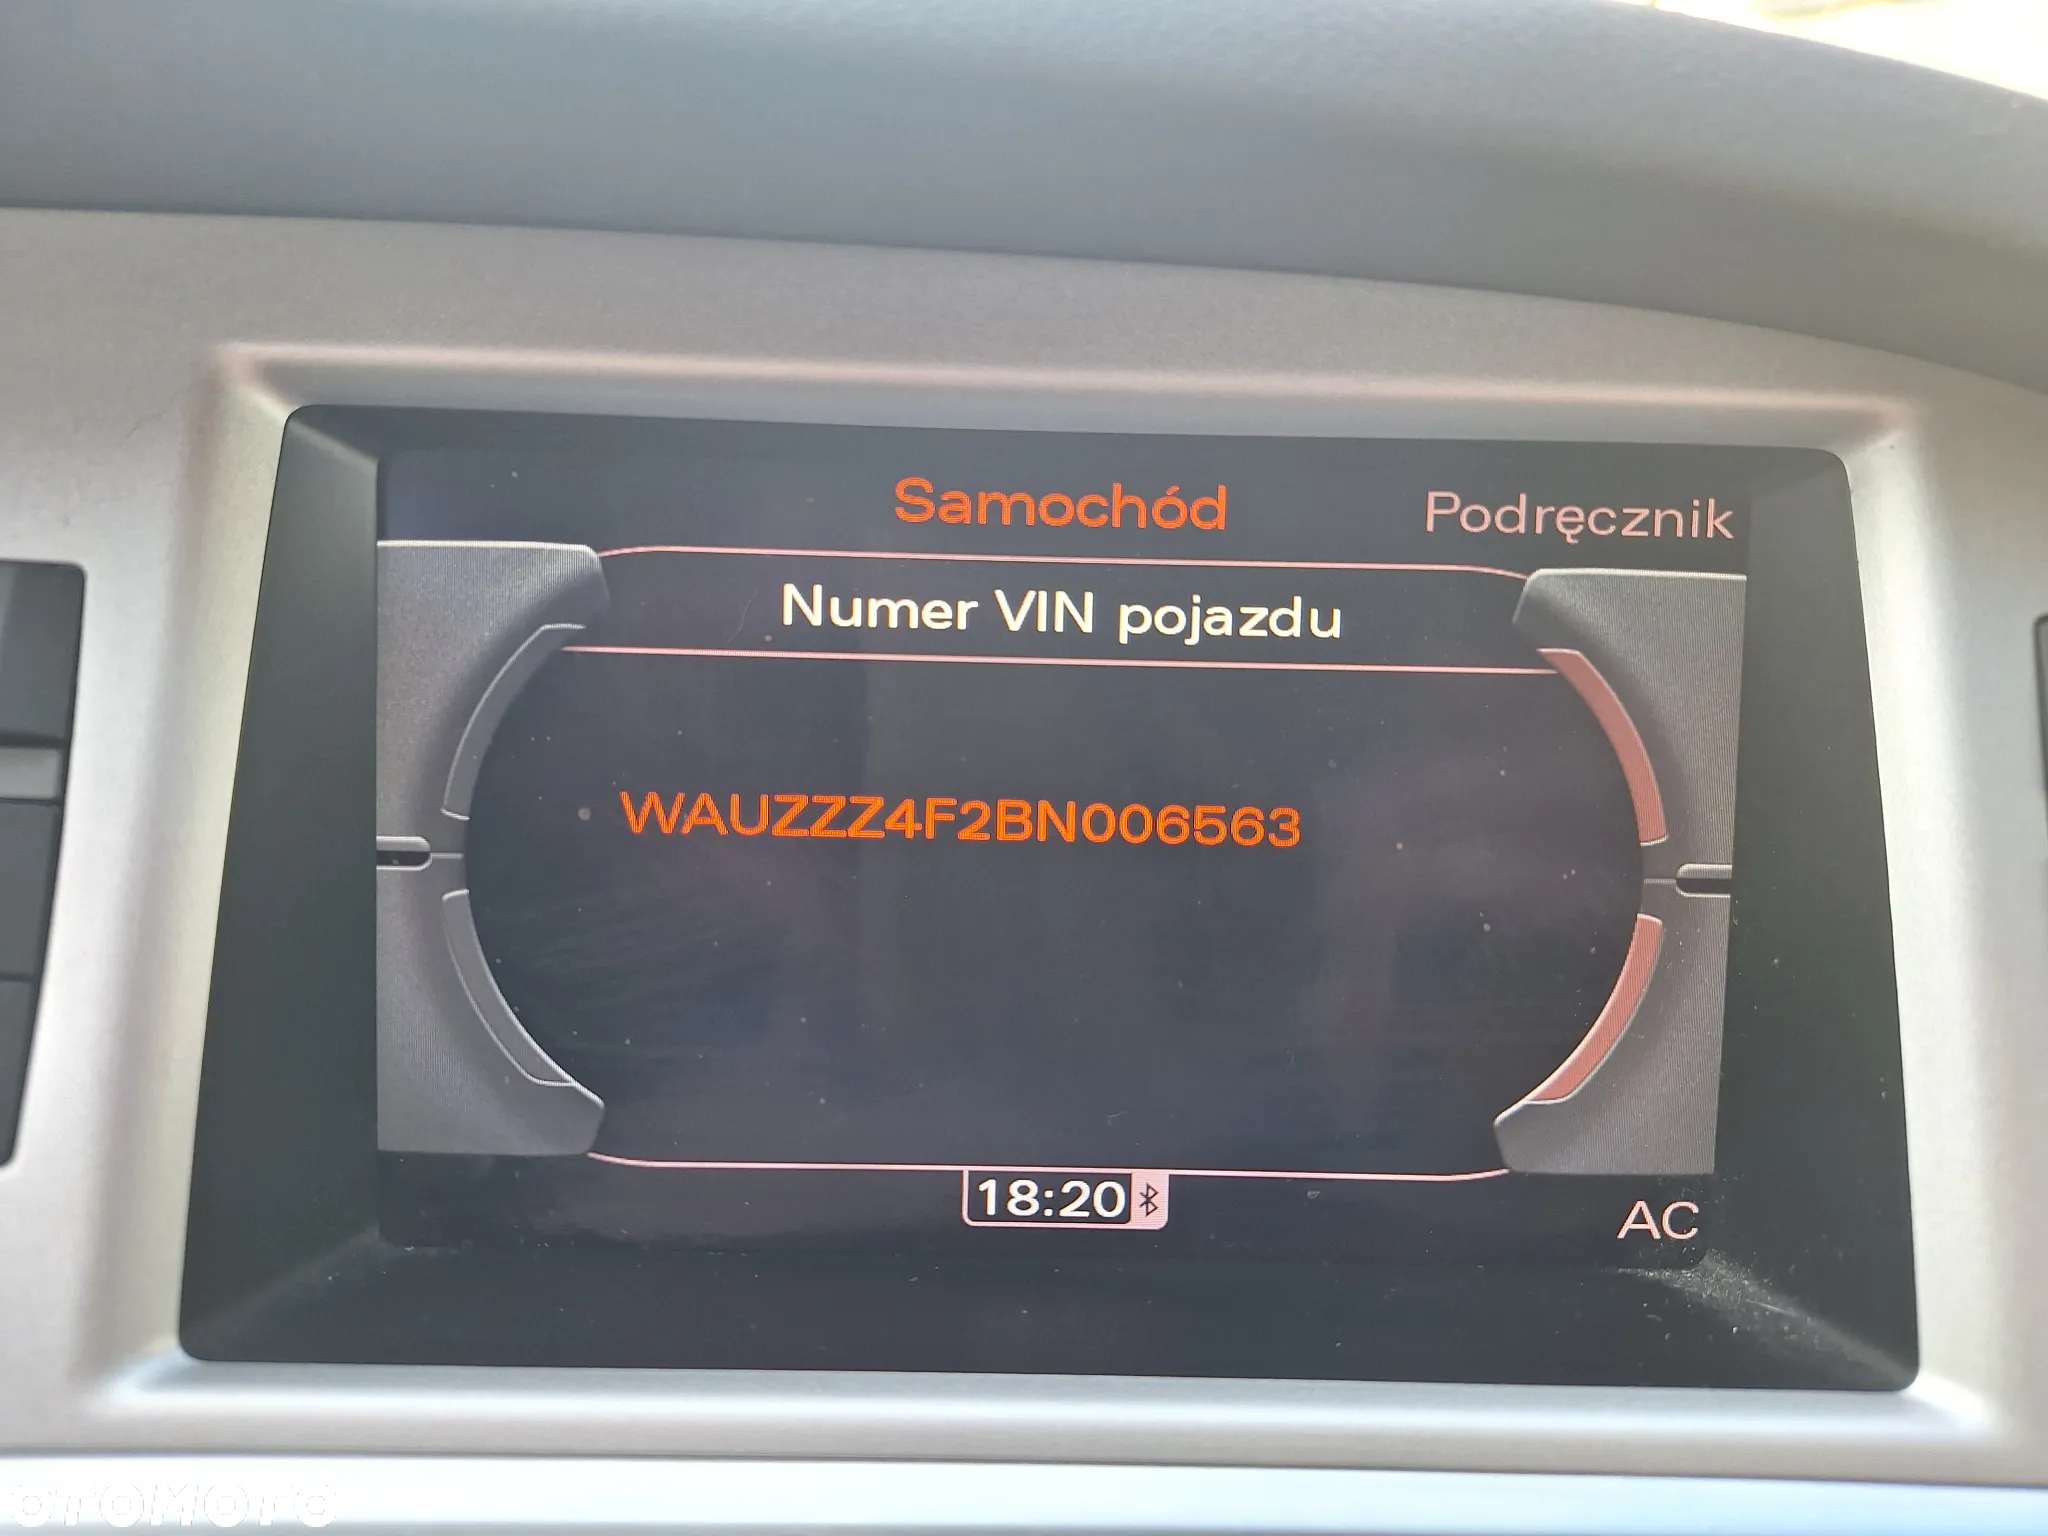 Samochód Podręcznik
Numer VIN pojazdu
WAUZZZ4F2BN006563
18:20
AC
OTOMOTO